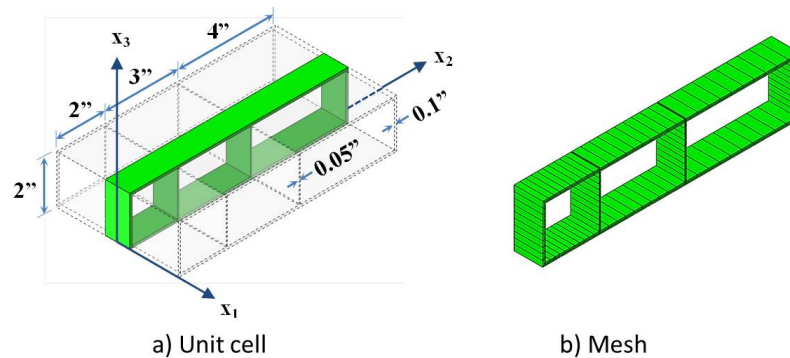 4”
x₃
3”
x₂
2”
0.1”
0.05”
2”
x₁
a) Unit cell
b) Mesh